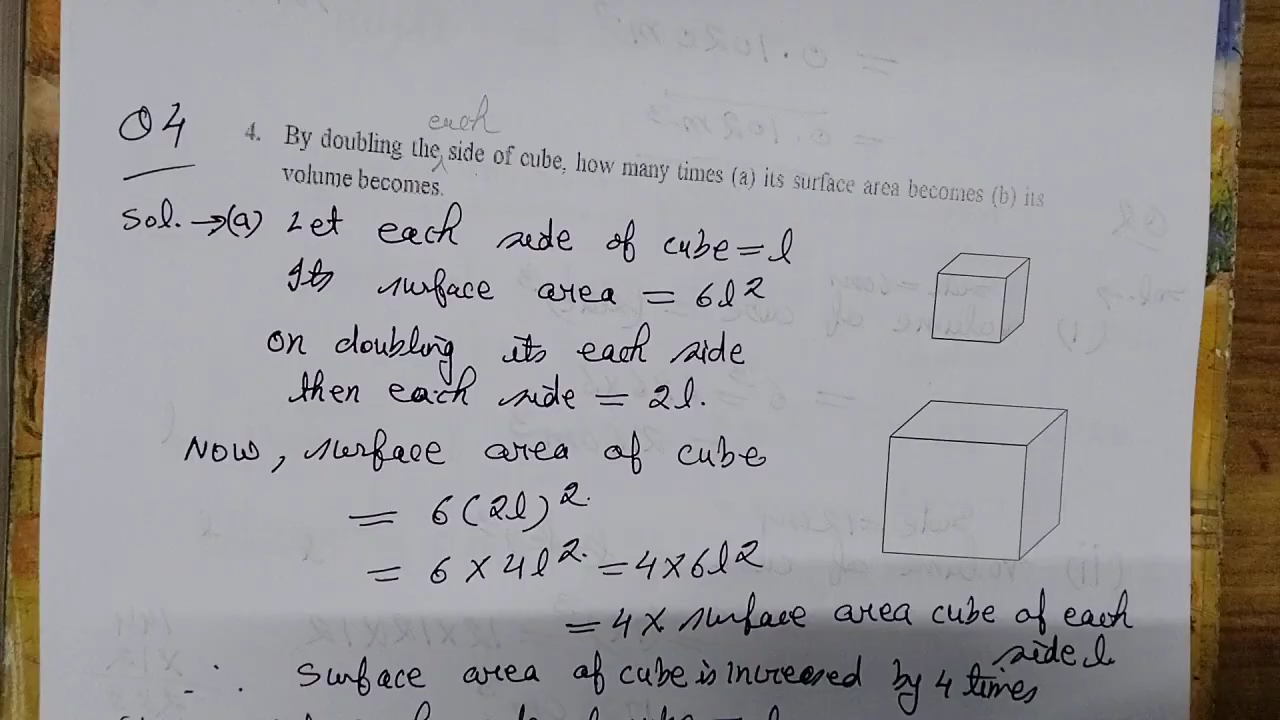 Q4 4. By doubling the each side of cube, how many times (a) its surface area becomes (b) its
volume becomes.
Sol. →(a) Let each side of cube = l
Its surface area = 6l²
on doubling its each side
then each side = 2l.
Now, surface area of cube
= 6(2l)²
= 6 × 4l² = 4×6l²
= 4 × surface area cube of each
side l
∴ Surface area of cube is increased by 4 times